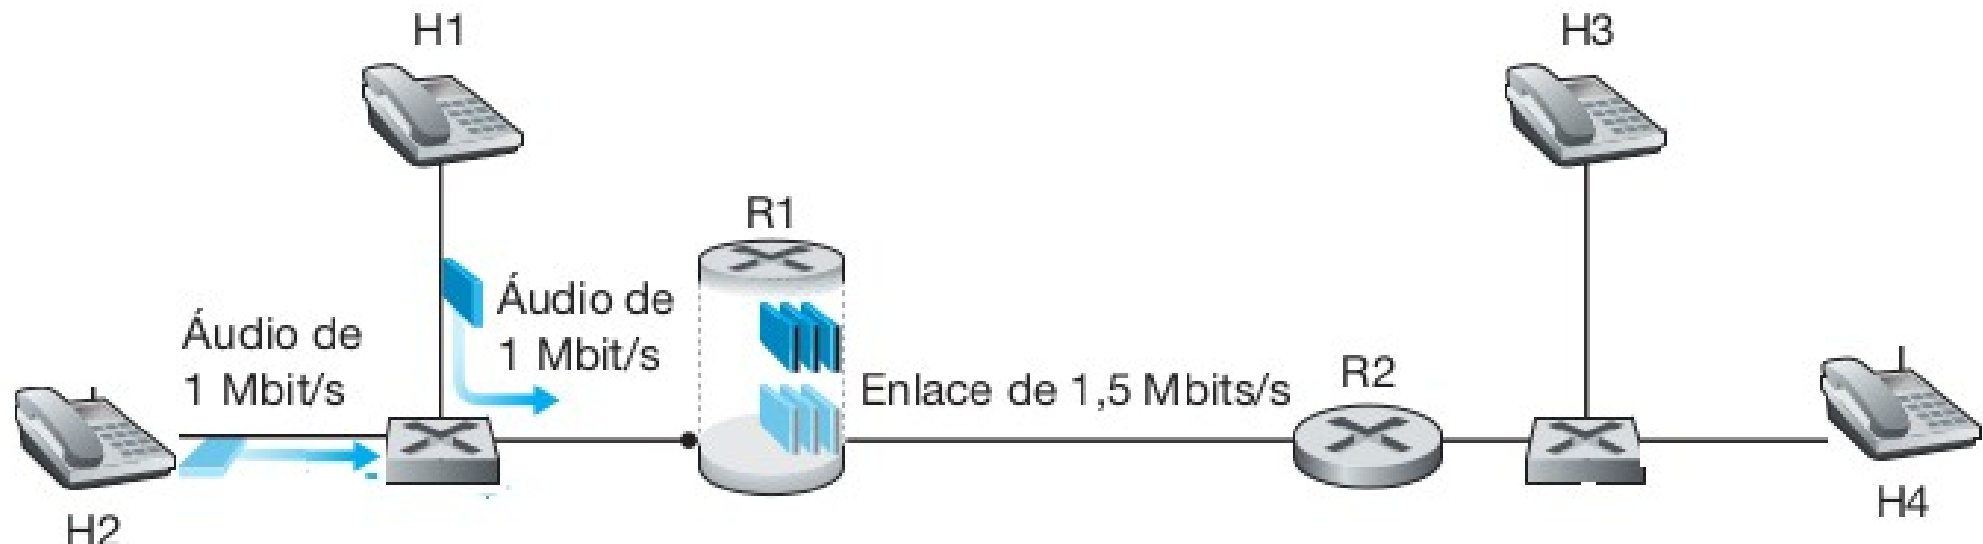 H1
H3
R1
Áudio de
1 Mbit/s
Áudio de
1 Mbit/s
Enlace de 1,5 Mbits/s
R2
H2
H4